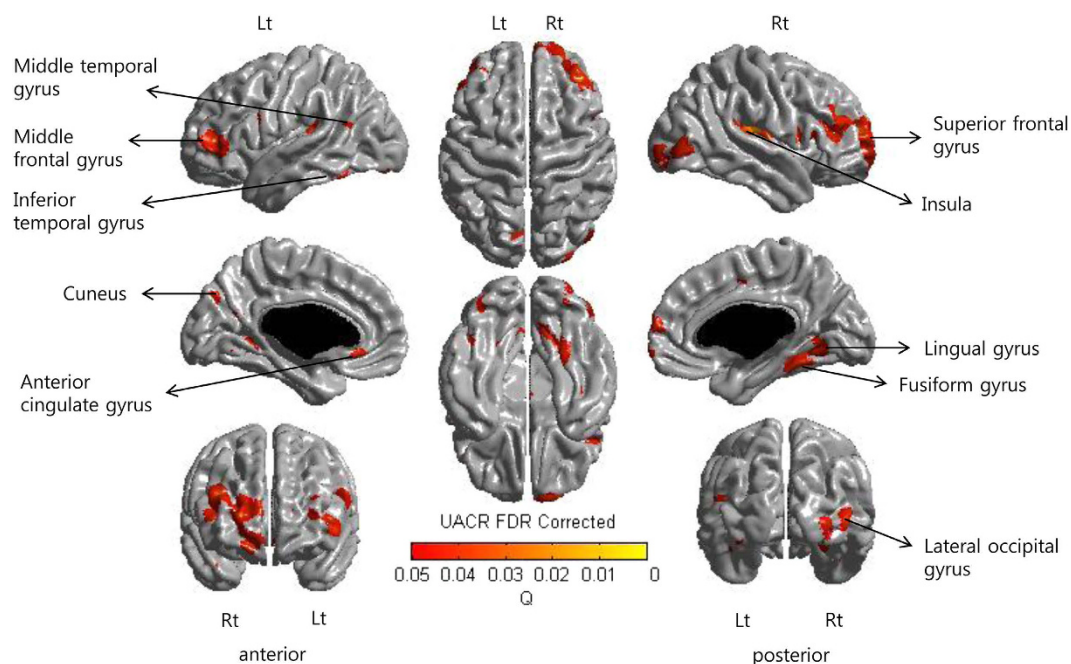 Lt
Lt
Rt
Rt
Middle temporal
gyrus
Middle
frontal gyrus
Inferior
temporal gyrus
Superior frontal
gyrus
Insula
Cuneus
Anterior
cingulate gyrus
Lingual gyrus
Fusiform gyrus
UACR FDR Corrected
0.05 0.04 0.03 0.02 0.01 0
Q
Lateral occipital
gyrus
Rt
Lt
anterior
Lt
Rt
posterior